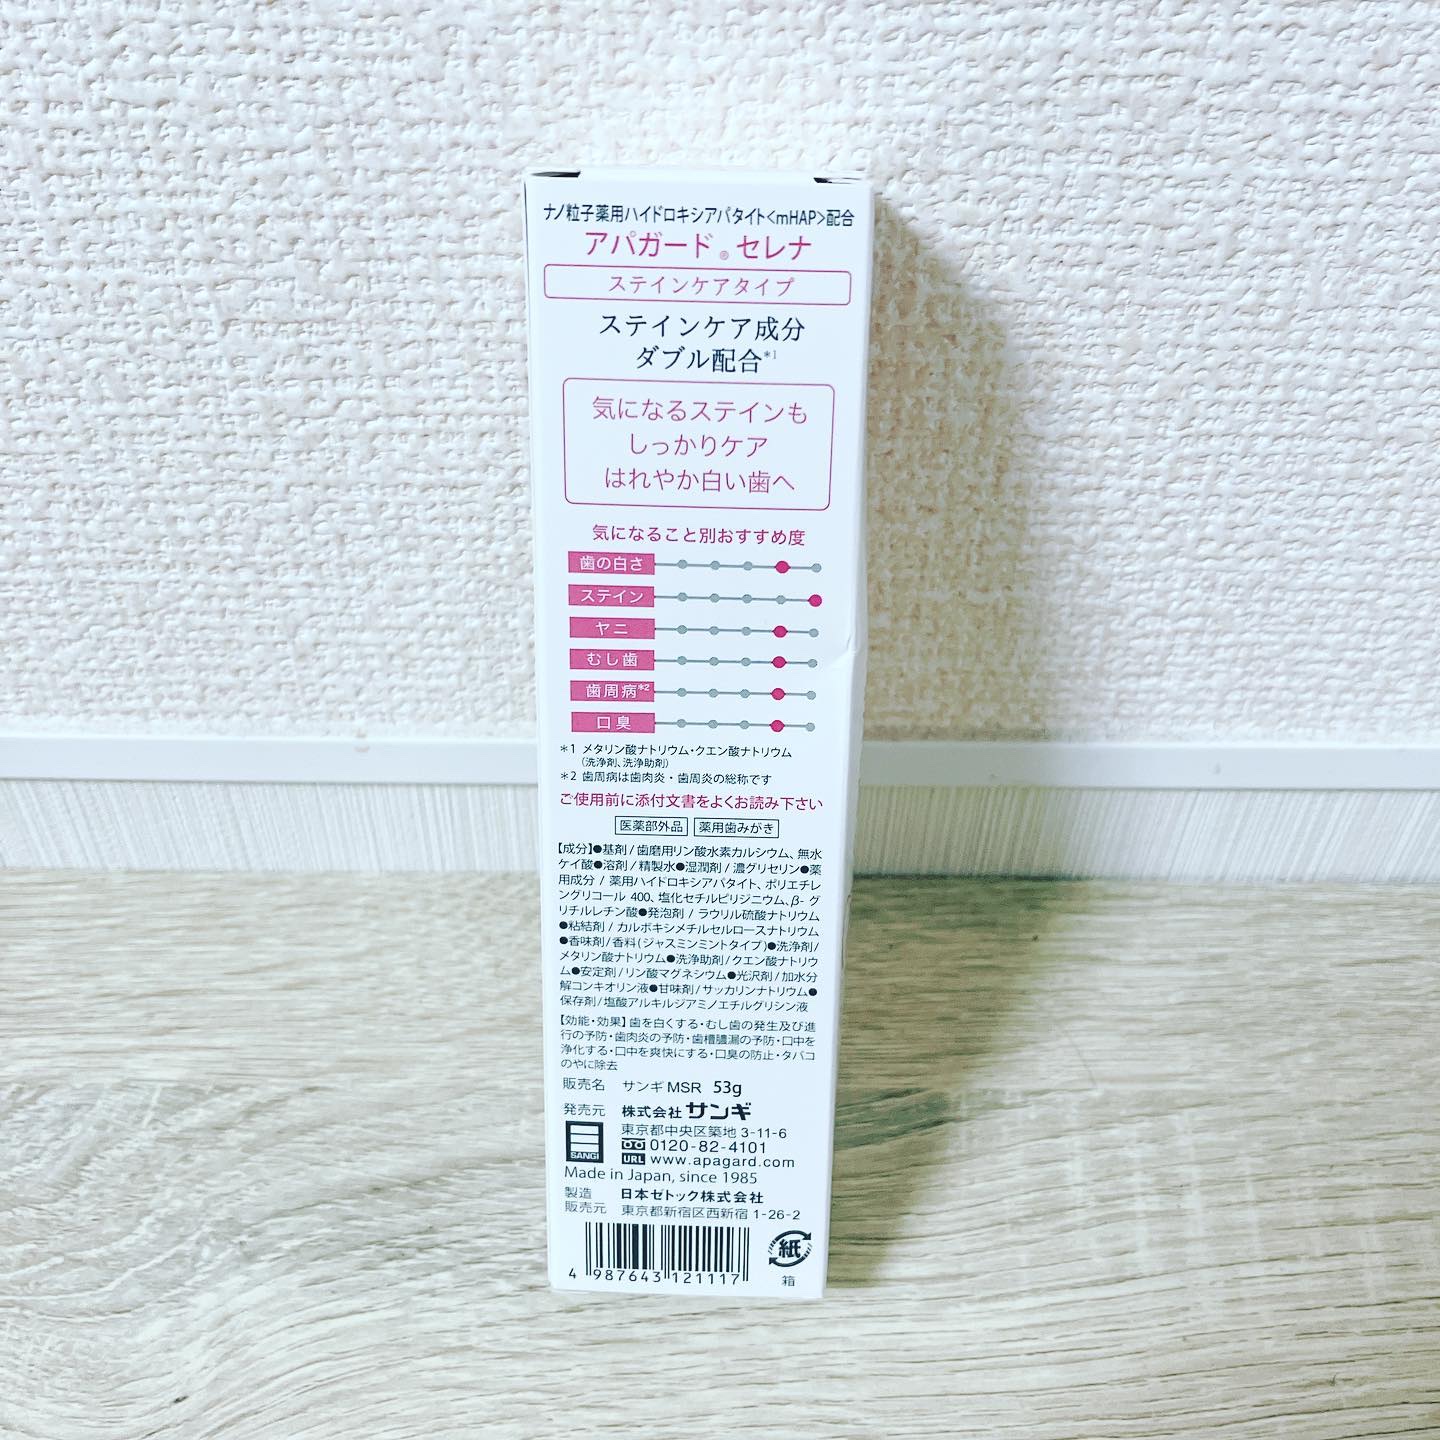 ナノ粒子薬用ハイドロキシアパタイト<mHAP>配合
アパガード®セレナ
ステインケアタイプ
ステインケア成分
ダブル配合*1
気になるステインも
しっかりケア
はれやか白い歯へ
気になること別おすすめ度
歯の白さ
ステイン
ヤニ
むし歯
歯周病*2
口臭
*1 メタリン酸ナトリウム・クエン酸ナトリウム
(洗浄剤、洗浄助剤)
*2 歯周病は歯肉炎・歯周炎の総称です
ご使用前に添付文書をよくお読み下さい
医薬部外品 薬用歯みがき
【成分】●基剤/歯磨用リン酸水素カルシウム、無水
ケイ酸●溶剤/精製水●湿潤剤/濃グリセリン●薬
用成分/薬用ハイドロキシアパタイト、ポリエチレ
ングリコール 400、塩化セチルピリジニウム、β-グ
リチルレチン酸●発泡剤/ラウリル硫酸ナトリウム
●粘結剤/カルボキシメチルセルロースナトリウム
●香味剤/香料(ジャスミンミントタイプ)●洗浄剤/
メタリン酸ナトリウム●洗浄助剤/クエン酸ナトリウ
ム●安定剤/リン酸マグネシウム●光沢剤/加水分
解コンキオリン液●甘味剤/サッカリンナトリウム●
保存剤/塩酸アルキルジアミノエチルグリシン液
【効能・効果】歯を白くする・むし歯の発生及び進
行の予防・歯肉炎の予防・歯槽膿漏の予防・口中を
浄化する・口中を爽快にする・口臭の防止・タバコ
のやに除去
販売名 サンギMSR 53g
発売元 株式会社サンギ
東京都中央区築地 3-11-6
0120-82-4101
SANGI URL www.apagard.com
Made in Japan, since 1985
製造 日本ゼトック株式会社
販売元 東京都新宿区西新宿 1-26-2
紙
箱
4 987643 121117